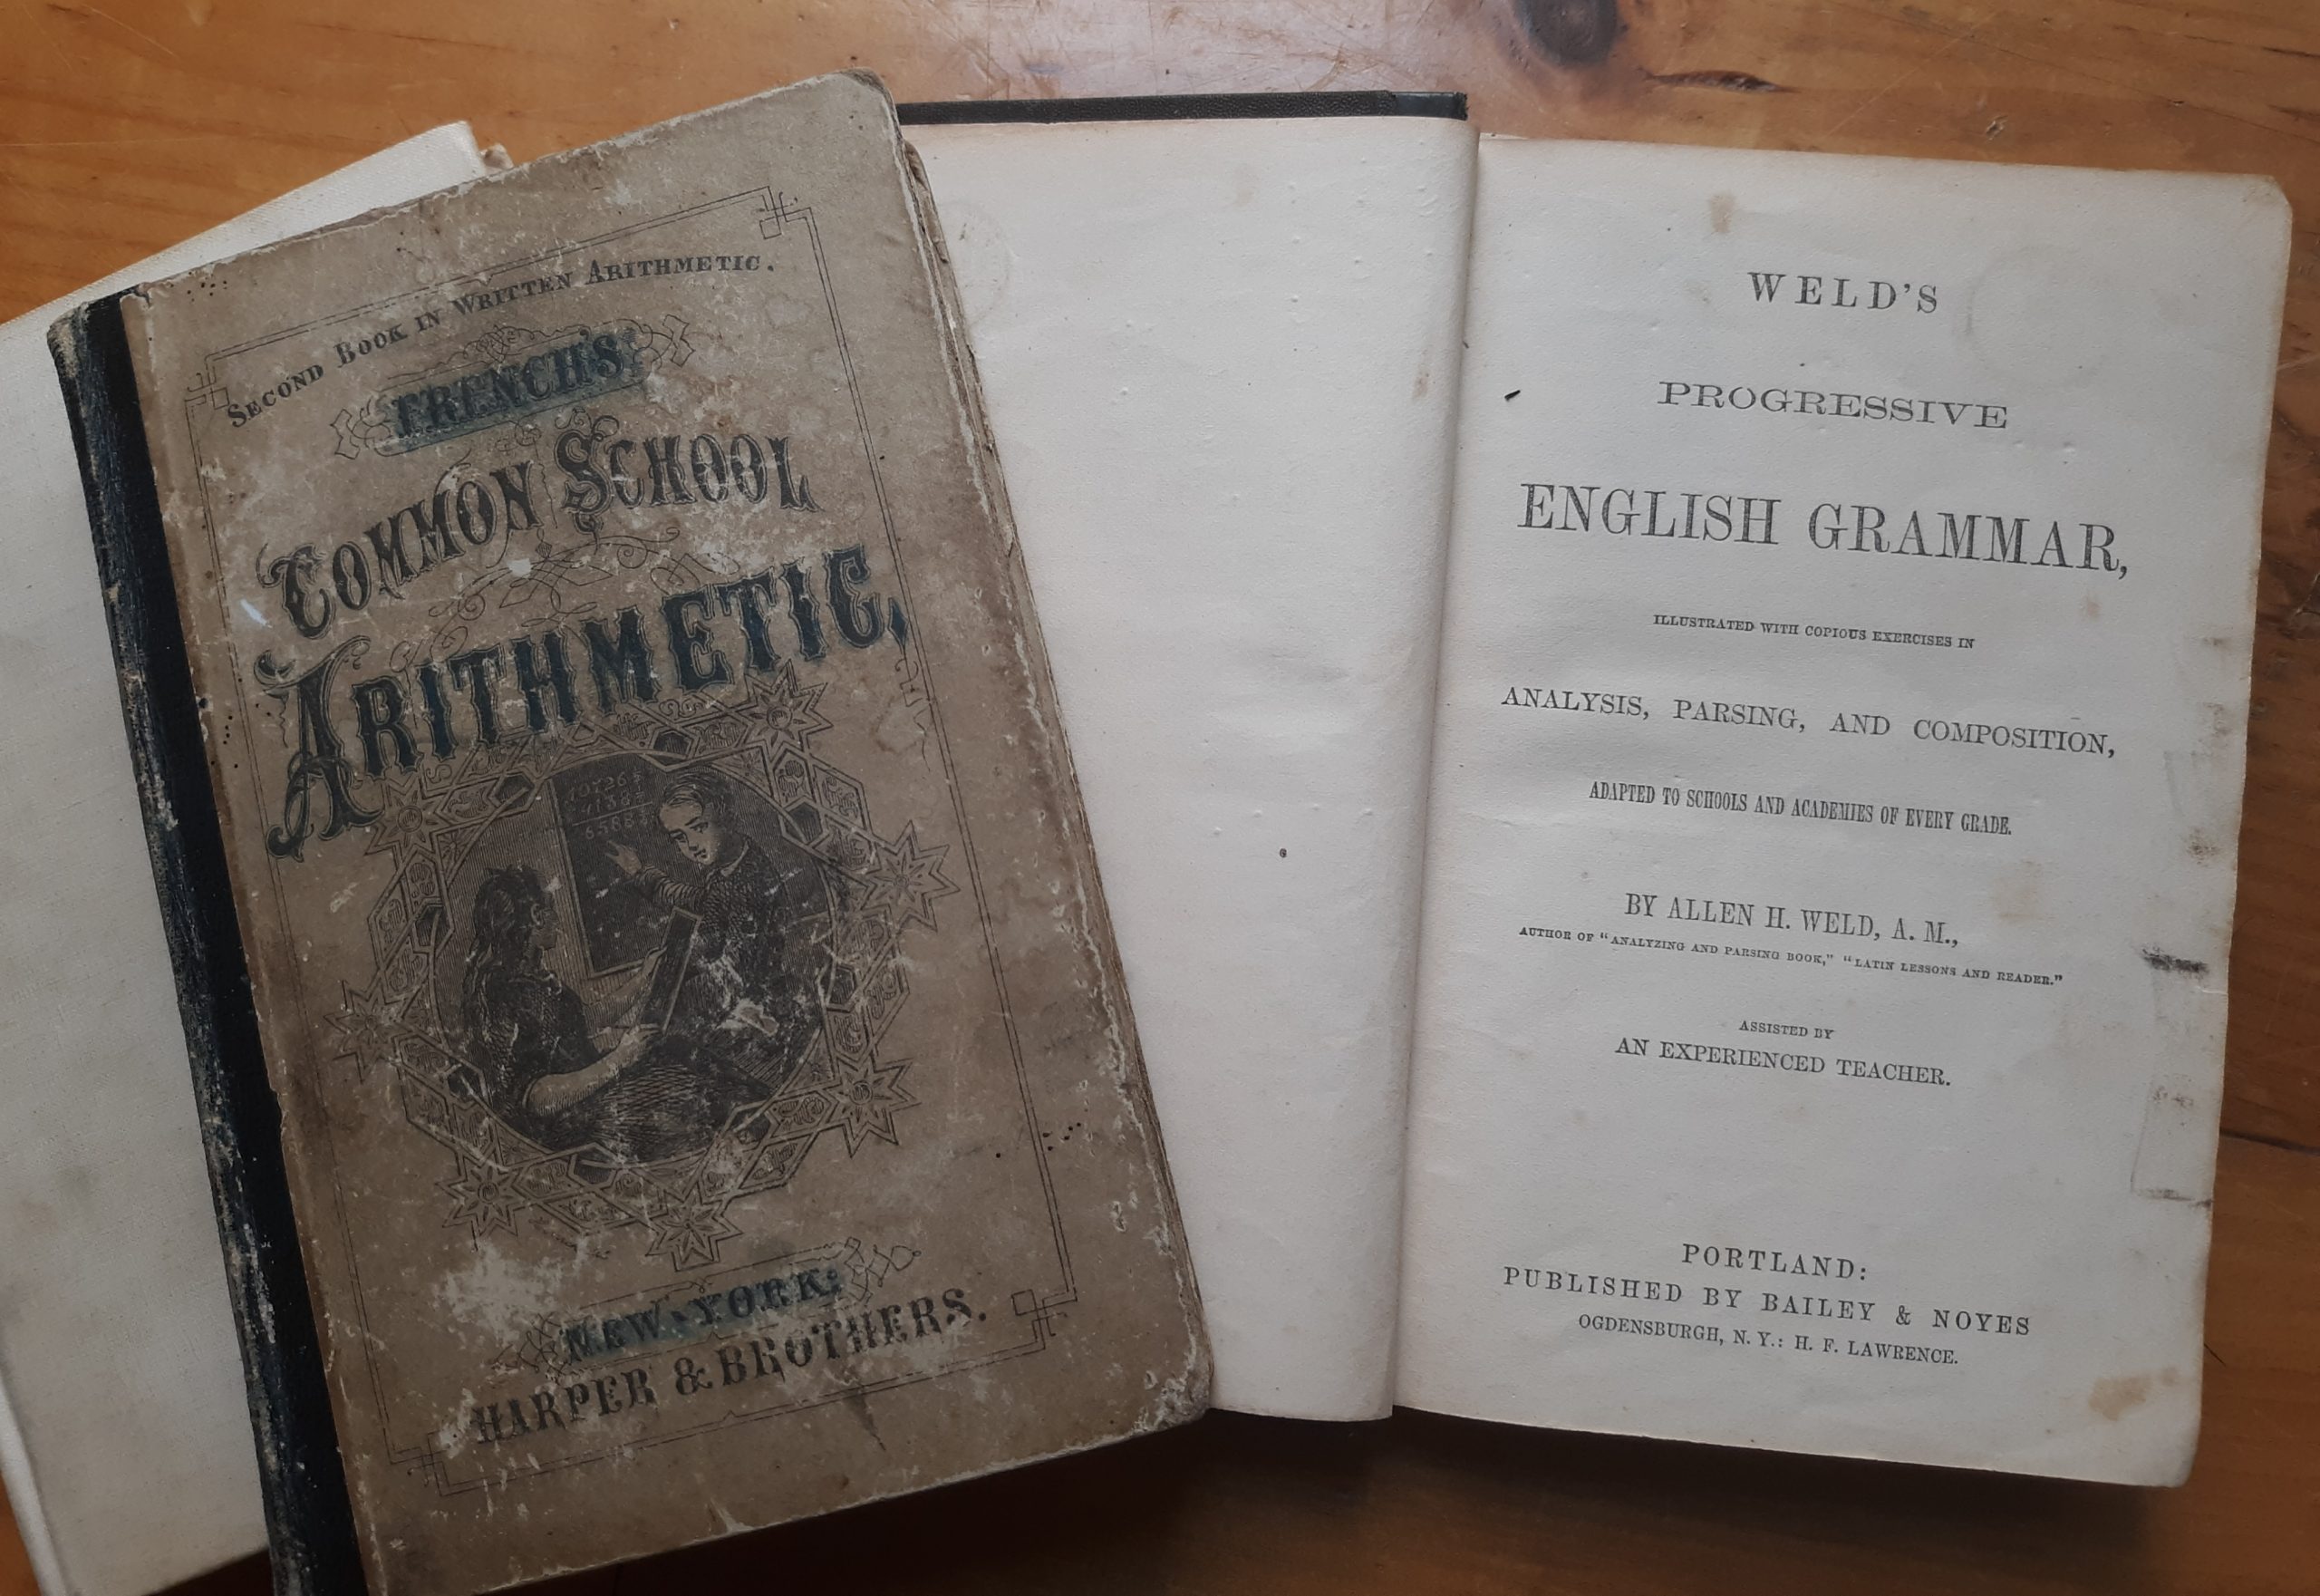 SECOND BOOK IN WRITTEN ARITHMETIC.
FRENCH'S
COMMON SCHOOL
ARITHMETIC,
NEW-YORK:
HARPER & BROTHERS.
WELD'S
PROGRESSIVE
ENGLISH GRAMMAR,
ILLUSTRATED WITH COPIOUS EXERCISES IN
ANALYSIS, PARSING, AND COMPOSITION,
ADAPTED TO SCHOOLS AND ACADEMIES OF EVERY GRADE.
BY ALLEN H. WELD, A. M.,
AUTHOR OF "ANALYZING AND PARSING BOOK," "LATIN LESSONS AND READER."
ASSISTED BY
AN EXPERIENCED TEACHER.
PORTLAND:
PUBLISHED BY BAILEY & NOYES
OGDENSBURGH, N. Y.: H. F. LAWRENCE.